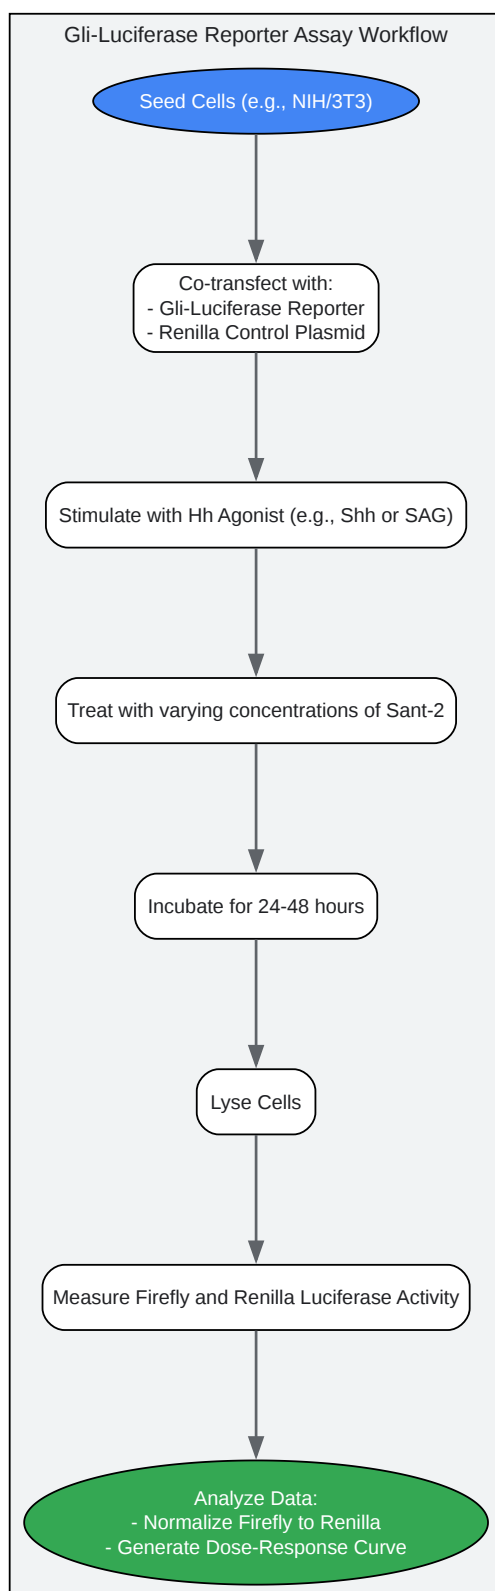 Gli-Luciferase Reporter Assay Workflow
Seed Cells (e.g., NIH/3T3)
Co-transfect with:
- Gli-Luciferase Reporter
- Renilla Control Plasmid
Stimulate with Hh Agonist (e.g., Shh or SAG)
Treat with varying concentrations of Sant-2
Incubate for 24-48 hours
Lyse Cells
Measure Firefly and Renilla Luciferase Activity
Analyze Data:
- Normalize Firefly to Renilla
- Generate Dose-Response Curve